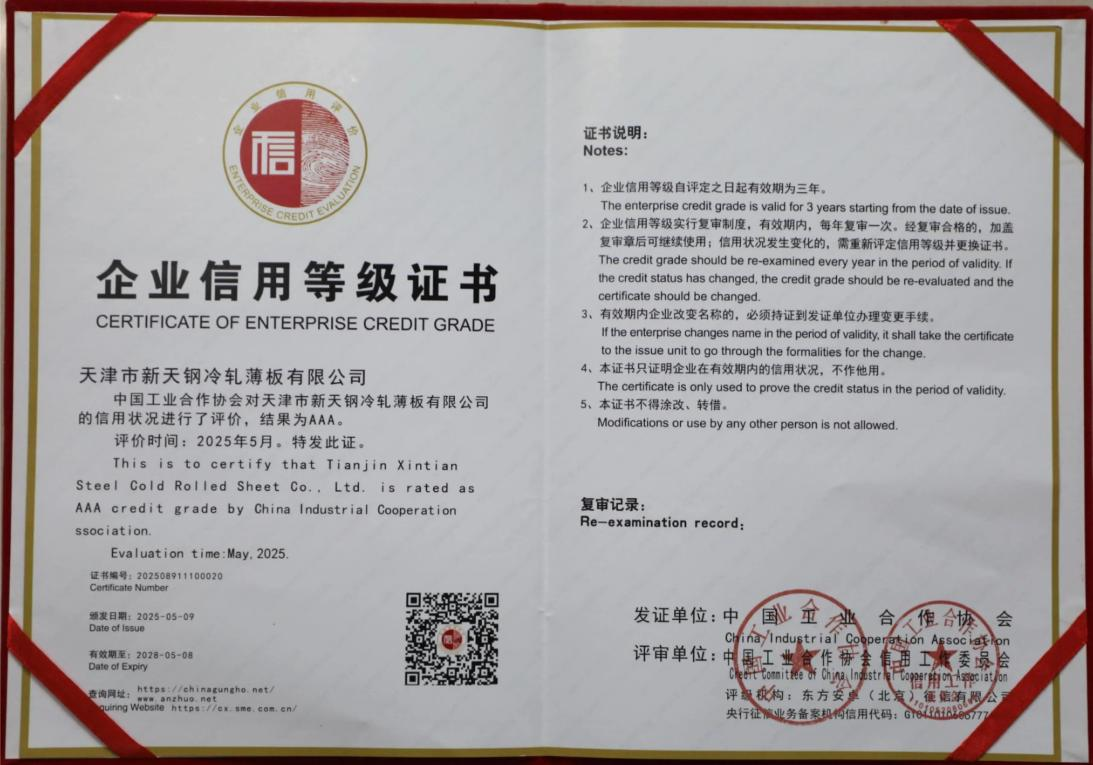 企业信用评价
信
ENTERPRISE CREDIT EVALUATION
企业信用等级证书
CERTIFICATE OF ENTERPRISE CREDIT GRADE
天津市新天钢冷轧薄板有限公司
中国工业合作协会对天津市新天钢冷轧薄板有限公司
的信用状况进行了评价，结果为AAA。
评价时间：2025年5月。特发此证。
This is to certify that Tianjin Xintian
Steel Cold Rolled Sheet Co., Ltd. is rated as
AAA credit grade by China Industrial Cooperation
ssociation.
Evaluation time:May, 2025.
证书编号：202508911100020
Certificate Number
颁发日期：2025-05-09
Date of Issue
有效期至：2028-05-08
Date of Expiry
查询网址：https://chinagungho.net/
www.anzhuo.net
quiring Website https://cx.sme.com.cn/
证书说明：
Notes:
1、企业信用等级自评定之日起有效期为三年。
The enterprise credit grade is valid for 3 years starting from the date of issue.
2、企业信用等级实行复审制度，有效期内，每年复审一次。经复审合格的，加盖
复审章后可继续使用；信用状况发生变化的，需重新评定信用等级并更换证书。
The credit grade should be re-examined every year in the period of validity. If
the credit status has changed, the credit grade should be re-evaluated and the
certificate should be changed.
3、有效期内企业改变名称的，必须持证到发证单位办理变更手续。
If the enterprise changes name in the period of validity, it shall take the certificate
to the issue unit to go through the formalities for the change.
4、本证书只证明企业在有效期内的信用状况，不作他用。
The certificate is only used to prove the credit status in the period of validity.
5、本证书不得涂改、转借。
Modifications or use by any other person is not allowed.
复审记录：
Re-examination record:
发证单位：中国工业合作协会
China Industrial Cooperation Association
评审单位：中国工业合作协会信用工作委员会
Credit Committee of China Industrial Cooperation Association
评级机构：东方安卓（北京）征信有限公司
央行征信业务备案机构信用代码：